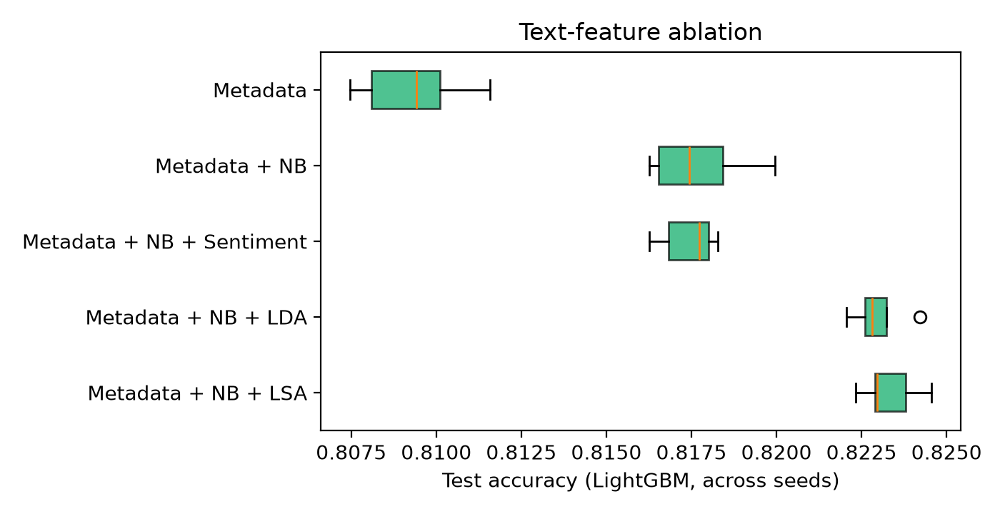 Text-feature ablation
Metadata
Metadata + NB
Metadata + NB + Sentiment
Metadata + NB + LDA
Metadata + NB + LSA
0.8075 0.8100 0.8125 0.8150 0.8175 0.8200 0.8225 0.8250
Test accuracy (LightGBM, across seeds)